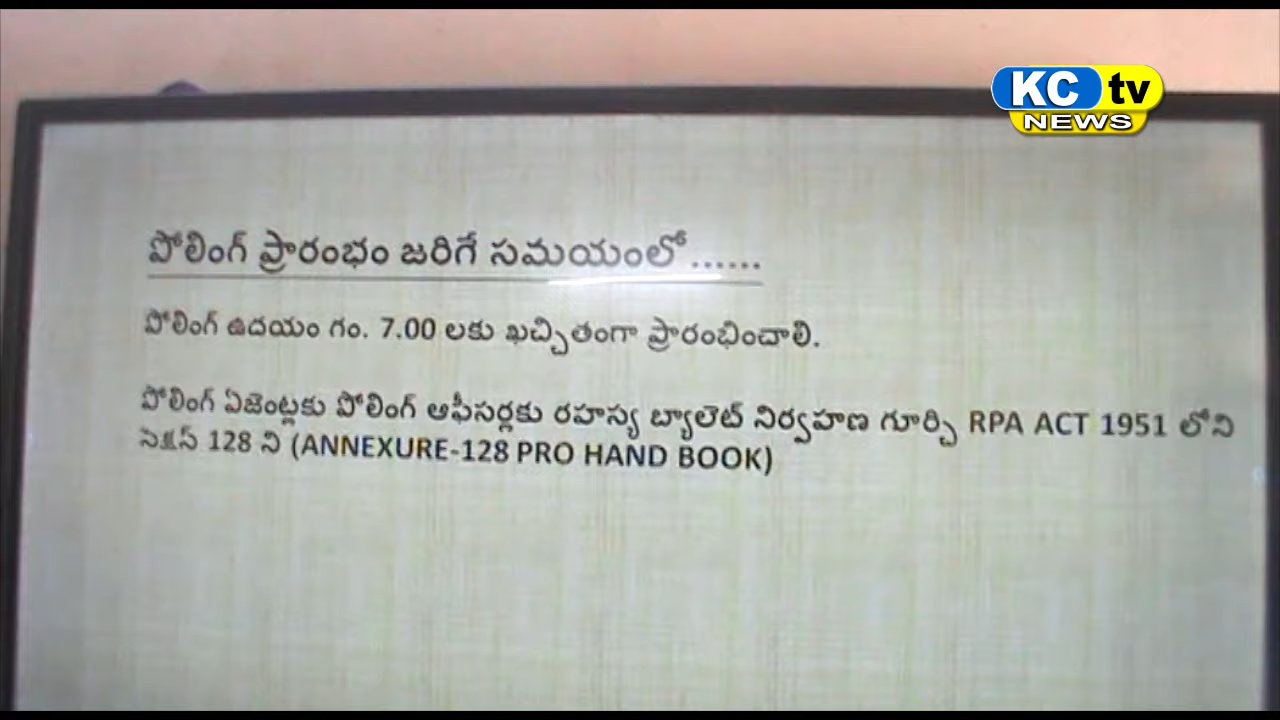 KC tv
NEWS
పోలింగ్ ప్రారంభం జరిగే సమయంలో ......
పోలింగ్ ఉదయం గం. 7.00 లకు ఖచ్చితంగా ప్రారంభించాలి.
పోలింగ్ ఏజెంట్లకు పోలింగ్ ఆఫీసర్లకు రహస్య బ్యాలెట్ నిర్వహణ గూర్చి RPA ACT 1951 లోని
సెక్షన్ 128 ని (ANNEXURE-128 PRO HAND BOOK)